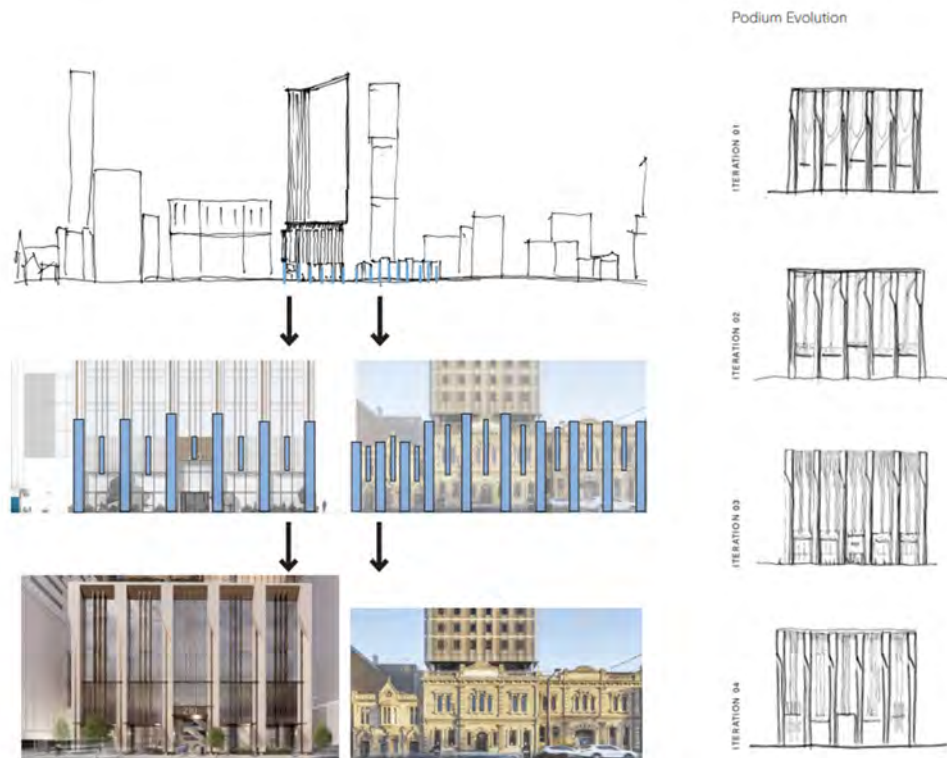 Podium Evolution
ITERATION 01
ITERATION 02
ITERATION 03
ITERATION 04